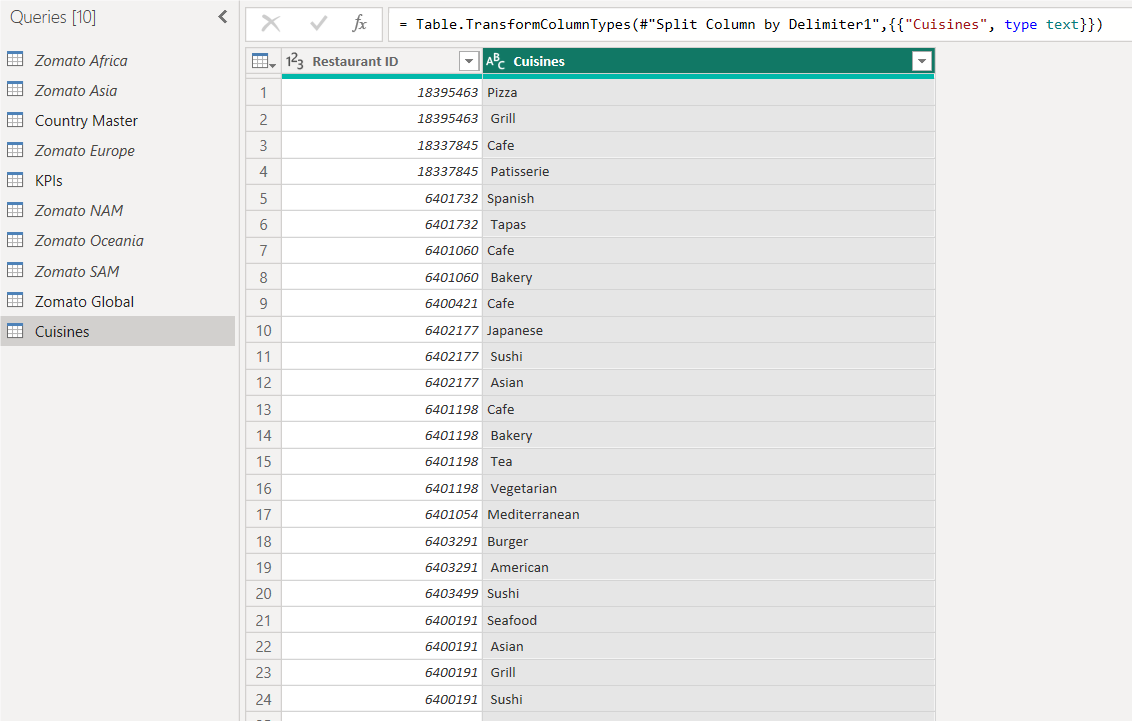 Queries [10]
Zomato Africa
Zomato Asia
Country Master
Zomato Europe
KPIs
Zomato NAM
Zomato Oceania
Zomato SAM
Zomato Global
Cuisines
fx
= Table.TransformColumnTypes(#"Split Column by Delimiter1",{{"Cuisines", type text}})
123 Restaurant ID ABC Cuisines
1 18395463 Pizza
2 18395463 Grill
3 18337845 Cafe
4 18337845 Patisserie
5 6401732 Spanish
6 6401732 Tapas
7 6401060 Cafe
8 6401060 Bakery
9 6400421 Cafe
10 6402177 Japanese
11 6402177 Sushi
12 6402177 Asian
13 6401198 Cafe
14 6401198 Bakery
15 6401198 Tea
16 6401198 Vegetarian
17 6401054 Mediterranean
18 6403291 Burger
19 6403291 American
20 6403499 Sushi
21 6400191 Seafood
22 6400191 Asian
23 6400191 Grill
24 6400191 Sushi